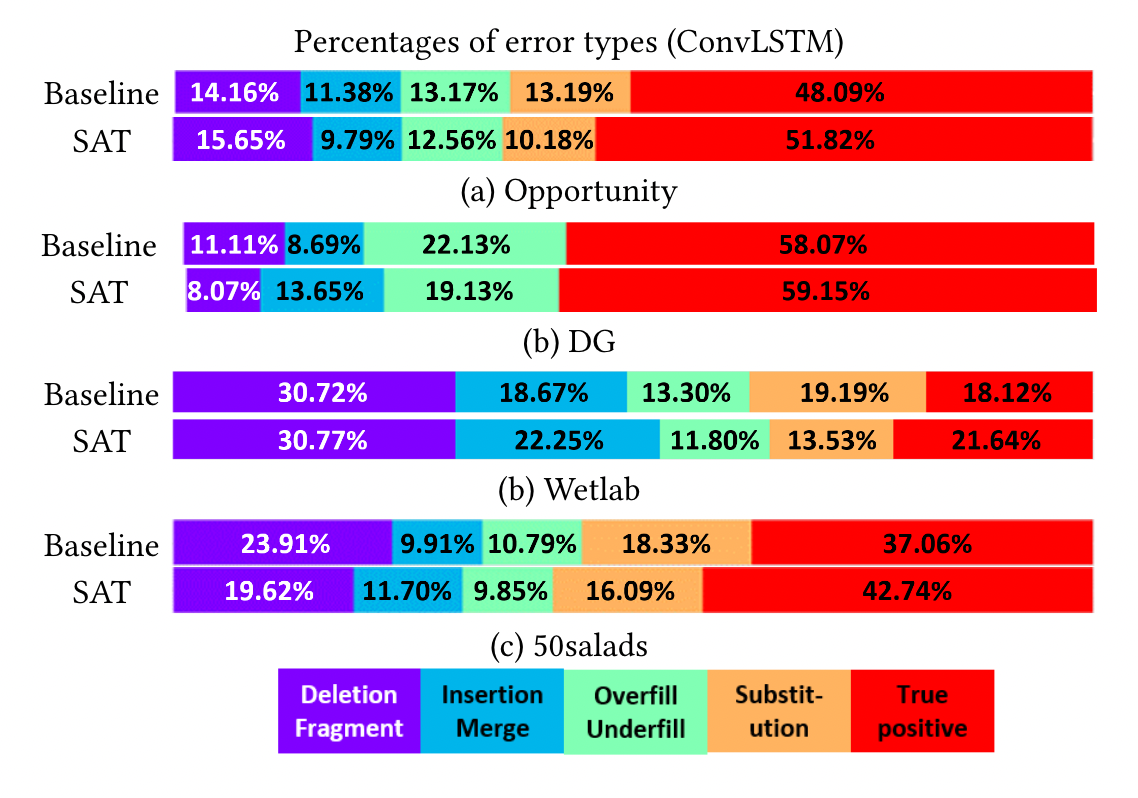 Percentages of error types (ConvLSTM)
Baseline 14.16% 11.38% 13.17% 13.19% 48.09%
SAT 15.65% 9.79% 12.56% 10.18% 51.82%
(a) Opportunity
Baseline 11.11% 8.69% 22.13% 58.07%
SAT 8.07% 13.65% 19.13% 59.15%
(b) DG
Baseline 30.72% 18.67% 13.30% 19.19% 18.12%
SAT 30.77% 22.25% 11.80% 13.53% 21.64%
(b) Wetlab
Baseline 23.91% 9.91% 10.79% 18.33% 37.06%
SAT 19.62% 11.70% 9.85% 16.09% 42.74%
(c) 50salads
Deletion Insertion Overfill Substit- True
Fragment Merge Underfill ution positive